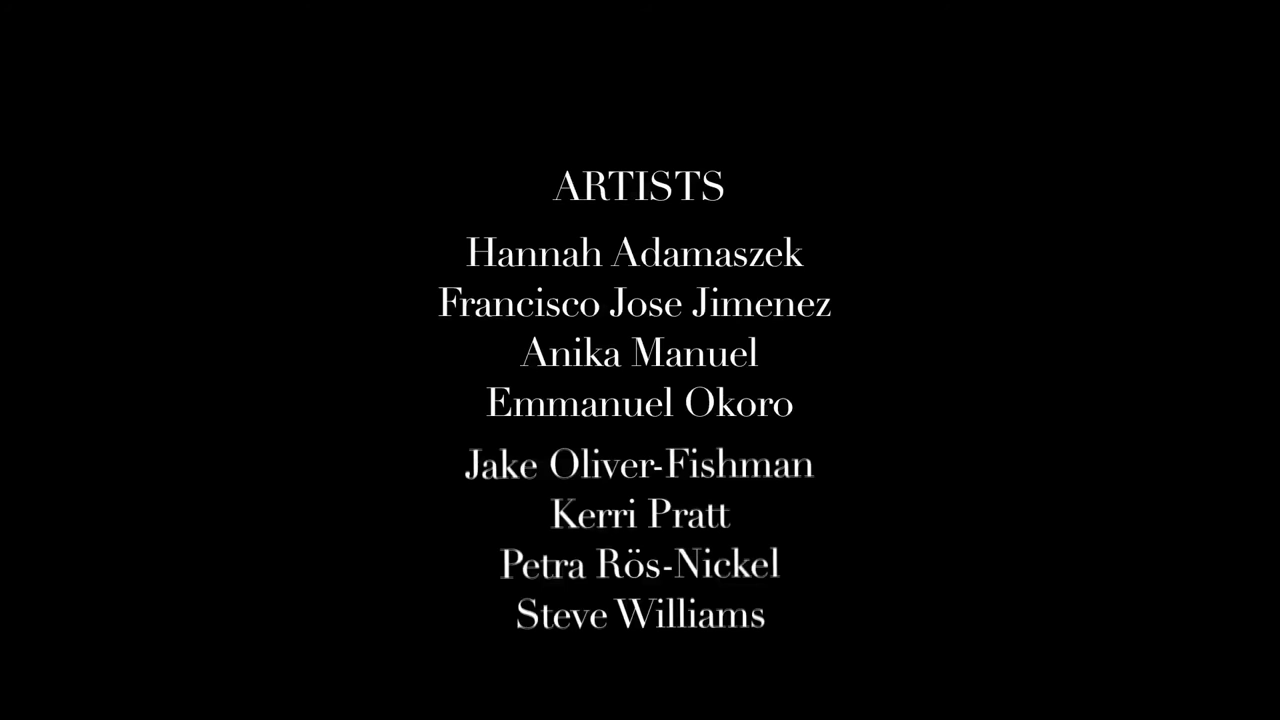 ARTISTS
Hannah Adamaszek
Francisco Jose Jimenez
Anika Manuel
Emmanuel Okoro
Jake Oliver-Fishman
Kerri Pratt
Petra Rös-Nickel
Steve Williams